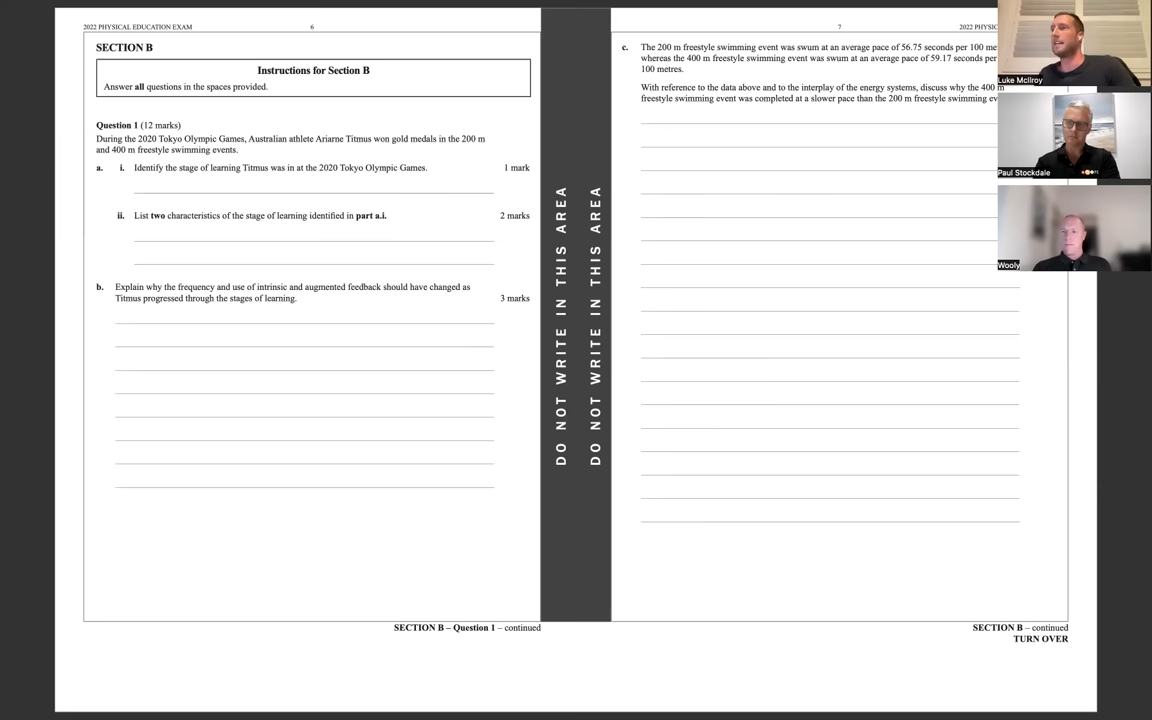 2022 PHYSICAL EDUCATION EXAM
6
SECTION B
Instructions for Section B
Answer all questions in the spaces provided.
Question 1 (12 marks)
During the 2020 Tokyo Olympic Games, Australian athlete Ariarne Titmus won gold medals in the 200 m
and 400 m freestyle swimming events.
a. i. Identify the stage of learning Titmus was in at the 2020 Tokyo Olympic Games. 1 mark
ii. List two characteristics of the stage of learning identified in part a.i. 2 marks
b. Explain why the frequency and use of intrinsic and augmented feedback should have changed as
Titmus progressed through the stages of learning. 3 marks
SECTION B – Question 1 – continued
DO NOT WRITE IN THIS AREA
DO NOT WRITE IN THIS AREA
7
2022 PHYSIC
c. The 200 m freestyle swimming event was swum at an average pace of 56.75 seconds per 100 me
whereas the 400 m freestyle swimming event was swum at an average pace of 59.17 seconds per
100 metres.
With reference to the data above and to the interplay of the energy systems, discuss why the 400 m
freestyle swimming event was completed at a slower pace than the 200 m freestyle swimming ev
SECTION B – continued
TURN OVER
Luke McIlroy
Paul Stockdale
Wooly